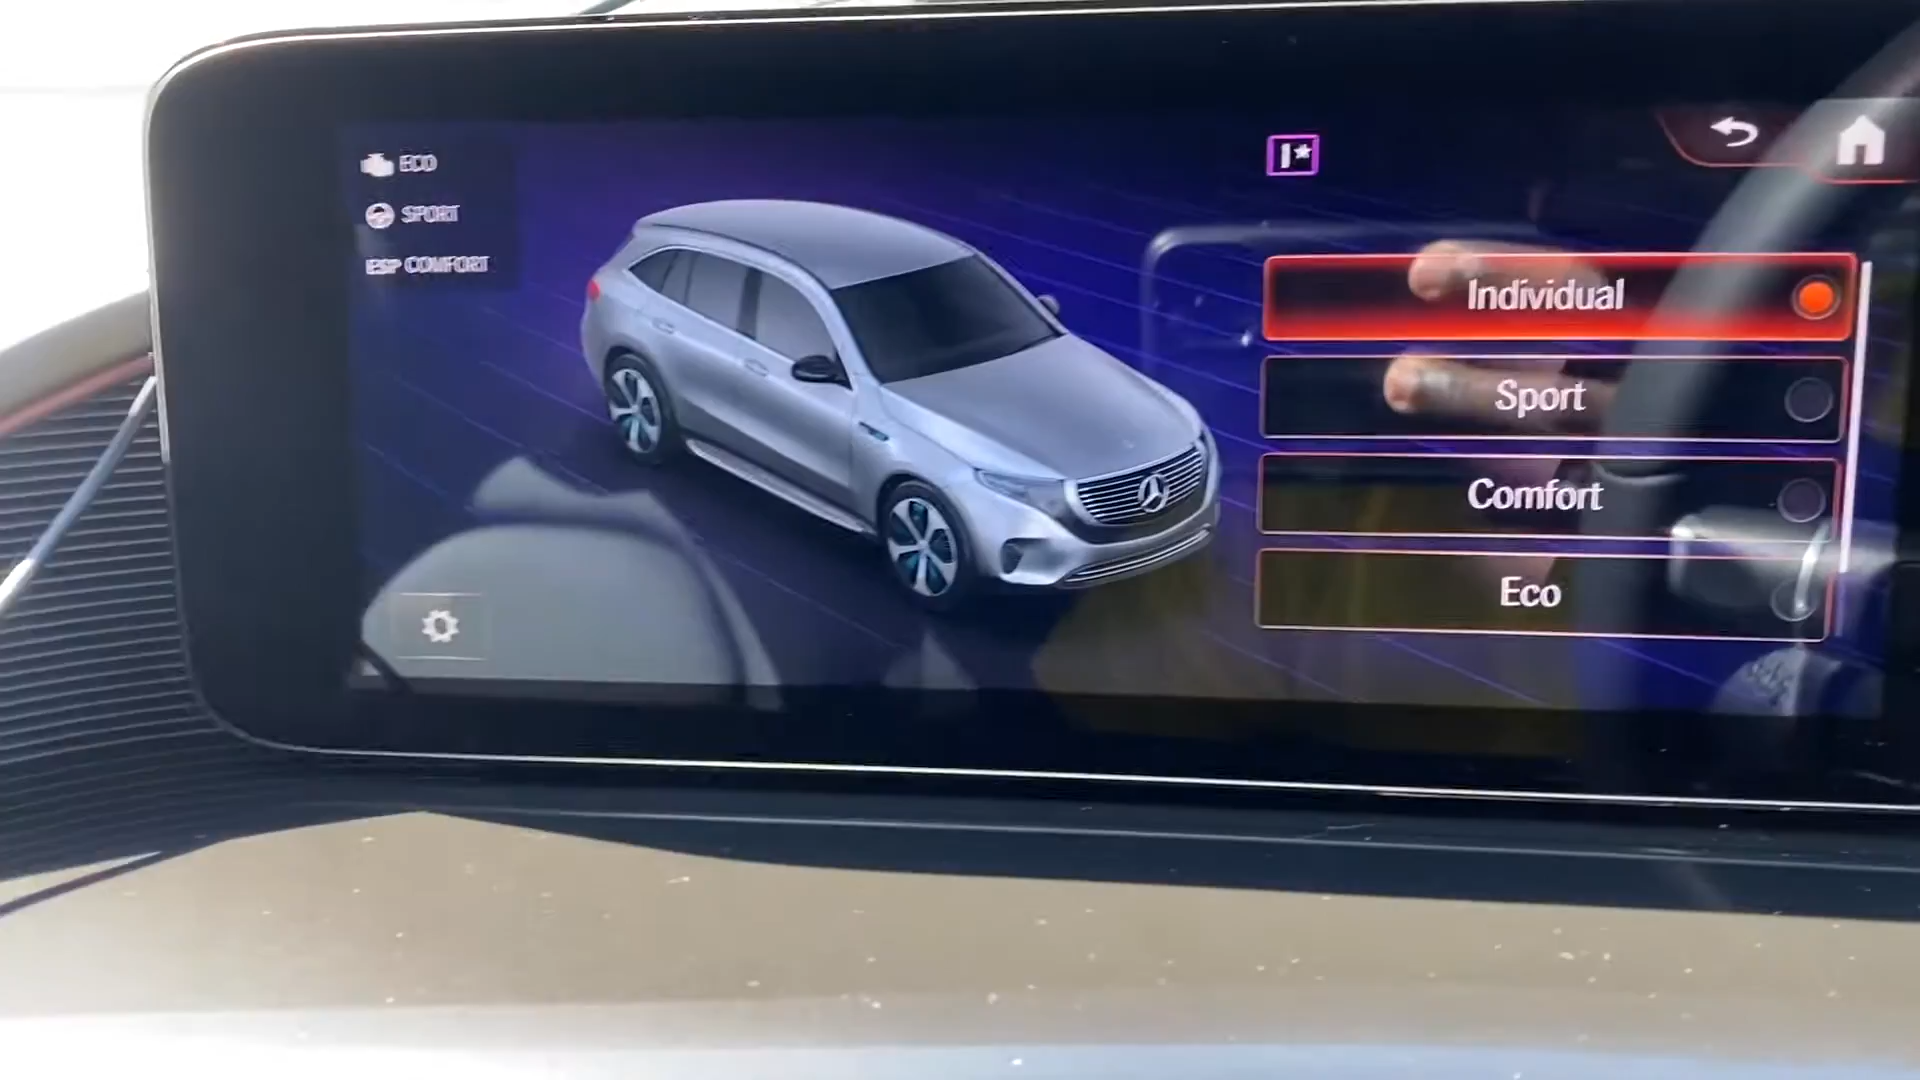 ECO
SPORT
ESP COMFORT
I*
Individual
Sport
Comfort
Eco